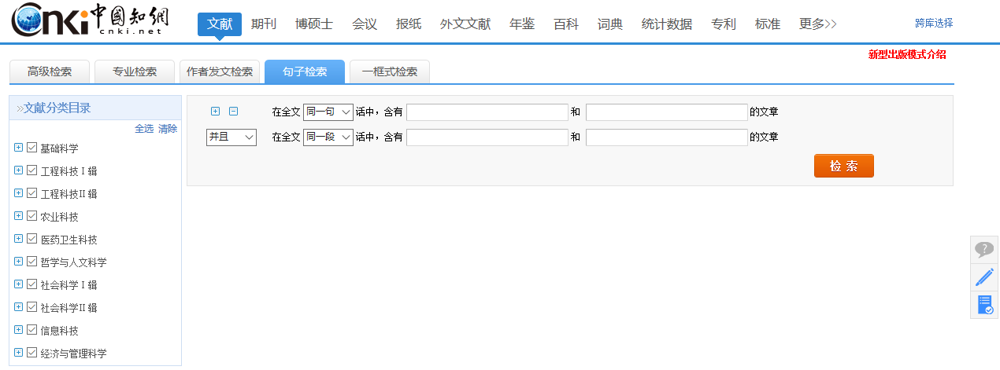 Cnki 中國知網
cnki.net
文献 期刊 博硕士 会议 报纸 外文文献 年鉴 百科 词典 统计数据 专利 标准 更多>> 跨库选择
新型出版模式介绍
高级检索 专业检索 作者发文检索 句子检索 一框式检索
文献分类目录
全选 清除
基础科学
工程科技Ⅰ辑
工程科技II辑
农业科技
医药卫生科技
哲学与人文科学
社会科学Ⅰ辑
社会科学II辑
信息科技
经济与管理科学
在全文 同一句 话中，含有 和 的文章
并且 在全文 同一段 话中，含有 和 的文章
检 索